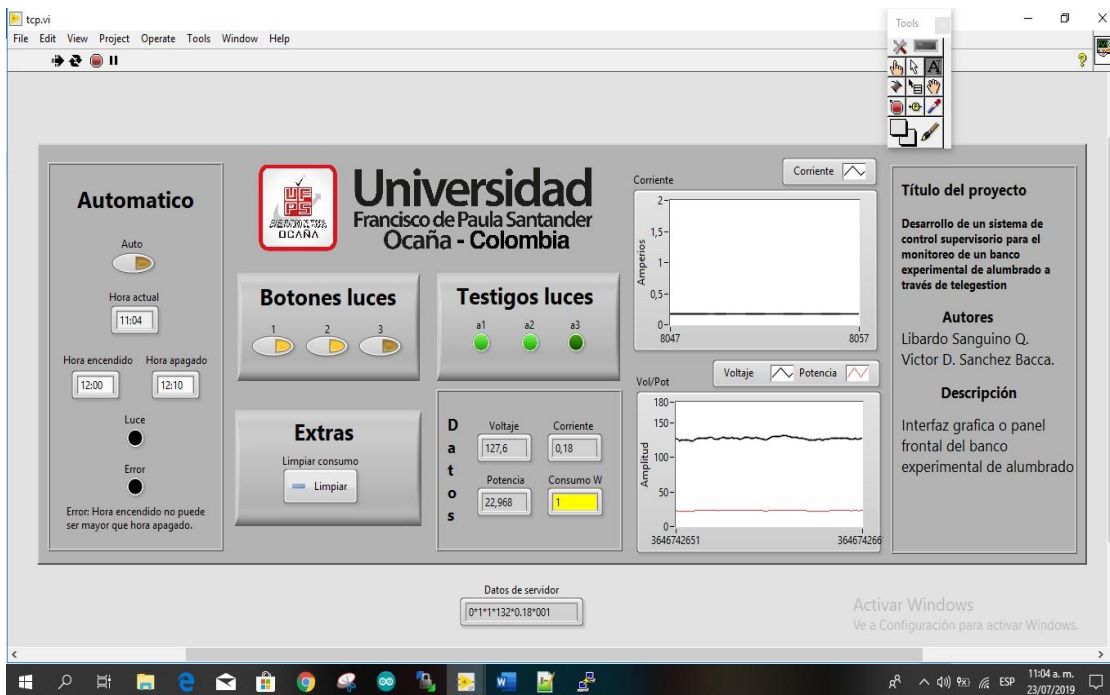 tcp.vi
File Edit View Project Operate Tools Window Help
Tools
Automatico
Auto
Hora actual
11:04
Hora encendido Hora apagado
12:00 12:10
Luce
Error
Error: Hora encendido no puede
ser mayor que hora apagado.
UFPS
OCAÑA
Universidad
Francisco de Paula Santander
Ocaña - Colombia
Botones luces
1 2 3
Testigos luces
a1 a2 a3
Extras
Limpiar consumo
Limpiar
Datos
Voltaje Corriente
127,6 0,18
Potencia Consumo W
22,968 1
Corriente
Corriente
Amperios
2
1,5
1
0,5
0
8047 8057
Vol/Pot
Voltaje Potencia
Amplitud
180
150
100
50
0
3646742651 364674266
Título del proyecto
Desarrollo de un sistema de
control supervisorio para el
monitoreo de un banco
experimental de alumbrado a
través de telegestion
Autores
Libardo Sanguino Q.
Victor D. Sanchez Bacca.
Descripción
Interfaz grafica o panel
frontal del banco
experimental de alumbrado
Datos de servidor
0*1*1*132*0.18*001
Activar Windows
Ve a Configuración para activar Windows.
ESP
11:04 a. m.
23/07/2019